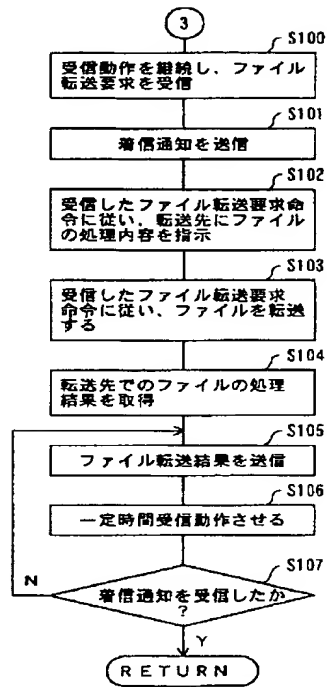 3
S100
受信動作を継続し、ファイル
転送要求を受信
S101
着信通知を送信
S102
受信したファイル転送要求命
令に従い、転送先にファイル
の処理内容を指示
S103
受信したファイル転送要求
命令に従い、ファイルを転送
する
S104
転送先でのファイルの処理
結果を取得
S105
ファイル転送結果を送信
S106
一定時間受信動作させる
S107
N
着信通知を受信したか
?
Y
RETURN